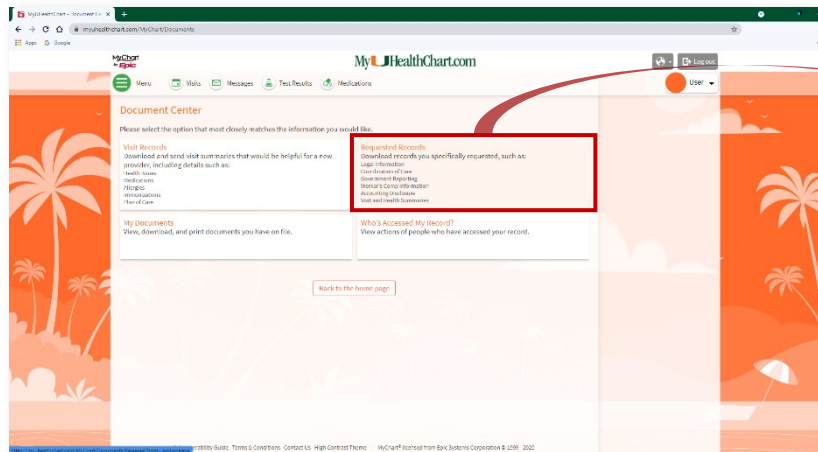 MyUHealthChart - Document Ce
myuhealthchart.com/MyChart/Documents
Apps G Google
MyChart
by Epic
MyUHealthChart.com
Log out
Menu Visits Messages Test Results Medications
User
Document Center
Please select the option that most closely matches the information you would like.
Visit Records
Download and send visit summaries that would be helpful for a new
provider, including details such as:
Health Issues
Medications
Allergies
Immunizations
Plan of Care
Requested Records
Download records you specifically requested, such as:
Legal Information
Coordination of Care
Government Reporting
Worker's Comp Information
Accounting Disclosure
Visit and Health Summaries
My Documents
View, download, and print documents you have on file.
Who's Accessed My Record?
View actions of people who have accessed your record.
Back to the home page
Guide Terms & Conditions Contact Us High Contrast Theme MyChart® licensed from Epic Systems Corporation © 1999 - 2020